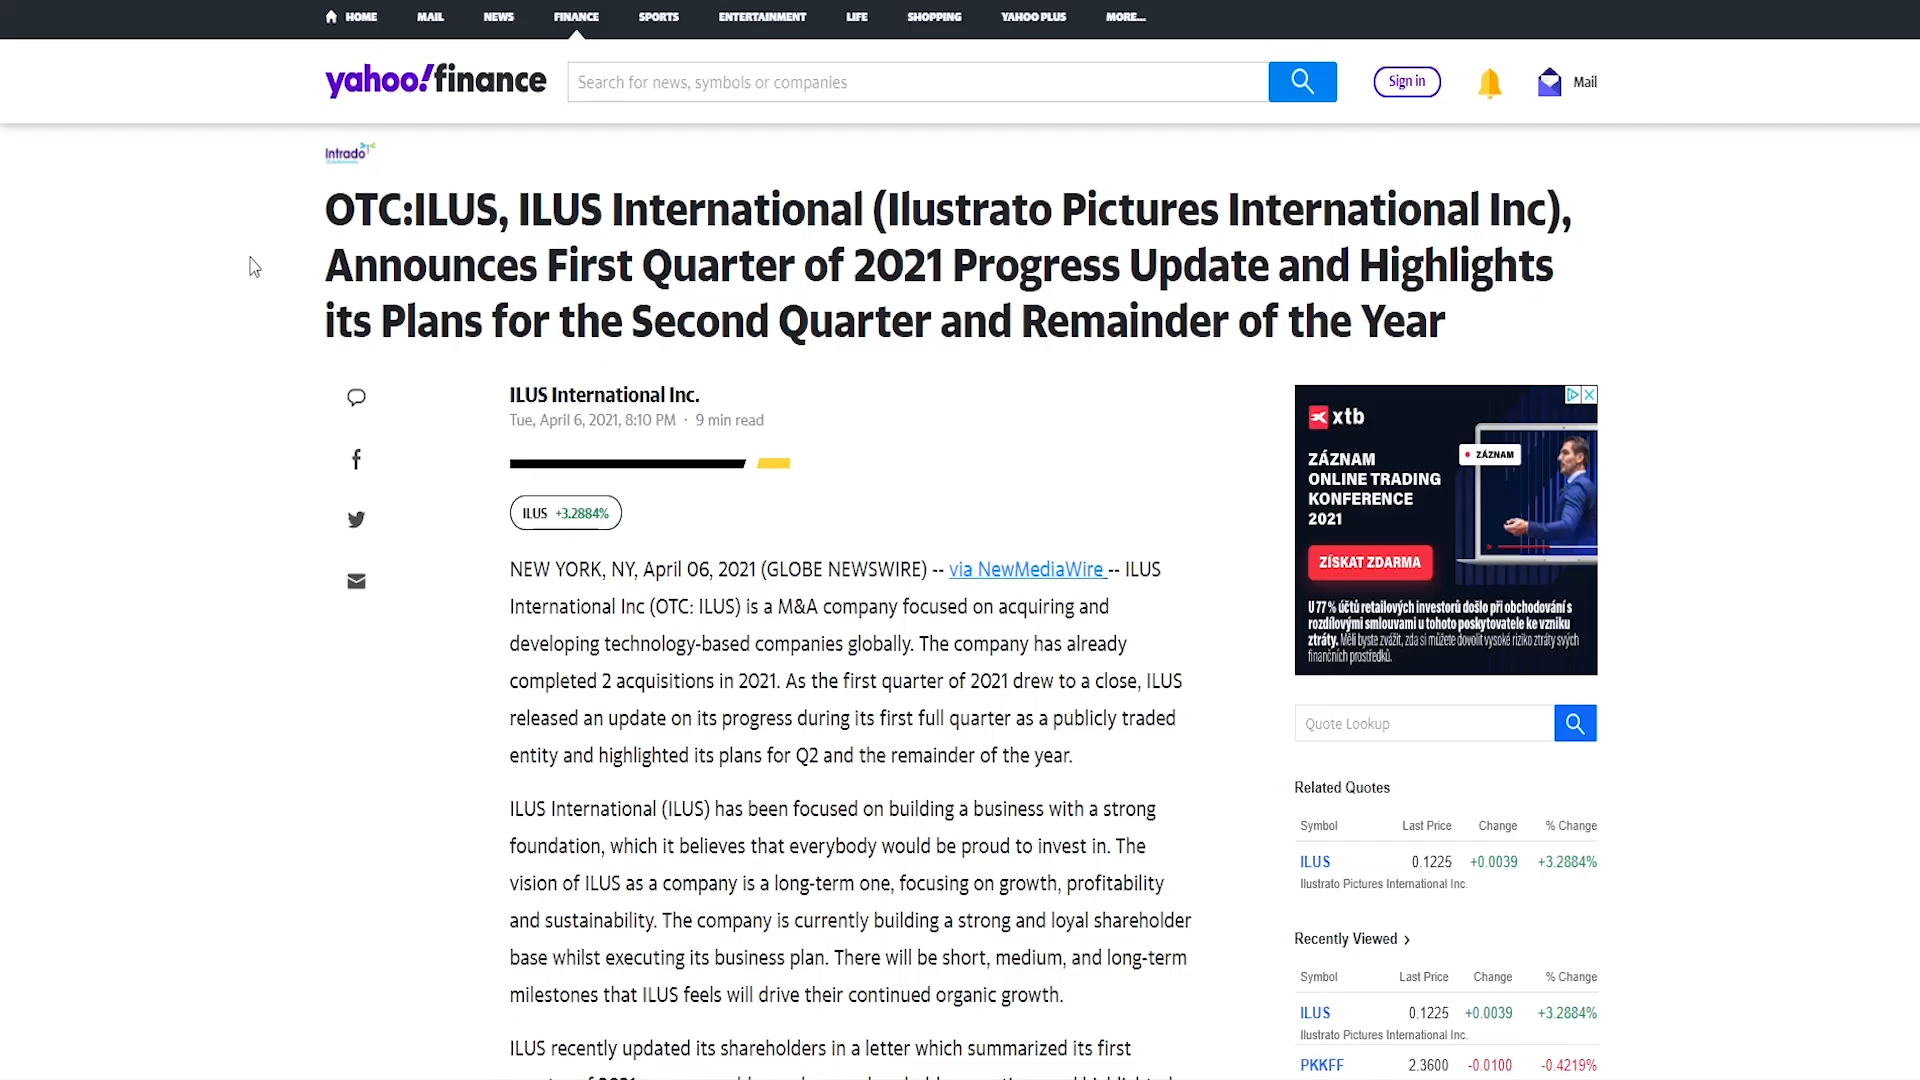 HOME MAIL NEWS FINANCE SPORTS ENTERTAINMENT LIFE SHOPPING YAHOO PLUS MORE...
yahoo!finance
Search for news, symbols or companies
Sign in
Mail
Intrado
OTC:ILUS, ILUS International (Ilustrato Pictures International Inc),
Announces First Quarter of 2021 Progress Update and Highlights
its Plans for the Second Quarter and Remainder of the Year
ILUS International Inc.
Tue, April 6, 2021, 8:10 PM · 9 min read
ILUS +3.2884%
NEW YORK, NY, April 06, 2021 (GLOBE NEWSWIRE) -- via NewMediaWire -- ILUS
International Inc (OTC: ILUS) is a M&A company focused on acquiring and
developing technology-based companies globally. The company has already
completed 2 acquisitions in 2021. As the first quarter of 2021 drew to a close, ILUS
released an update on its progress during its first full quarter as a publicly traded
entity and highlighted its plans for Q2 and the remainder of the year.
ILUS International (ILUS) has been focused on building a business with a strong
foundation, which it believes that everybody would be proud to invest in. The
vision of ILUS as a company is a long-term one, focusing on growth, profitability
and sustainability. The company is currently building a strong and loyal shareholder
base whilst executing its business plan. There will be short, medium, and long-term
milestones that ILUS feels will drive their continued organic growth.
ILUS recently updated its shareholders in a letter which summarized its first
xtb
ZÁZNAM
ONLINE TRADING
KONFERENCE
2021
ZÁZNAM
ZÍSKAT ZDARMA
U 77 % účtů retailových investorů došlo při obchodování s
rozdílovými smlouvami u tohoto poskytovatele ke vzniku
ztráty. Měli byste zvážit, zda si můžete dovolit vysoké riziko ztráty svých
finančních prostředků.
Quote Lookup
Related Quotes
Symbol Last Price Change % Change
ILUS 0.1225 +0.0039 +3.2884%
Ilustrato Pictures International Inc.
Recently Viewed
Symbol Last Price Change % Change
ILUS 0.1225 +0.0039 +3.2884%
Ilustrato Pictures International Inc.
PKKFF 2.3600 -0.0100 -0.4219%